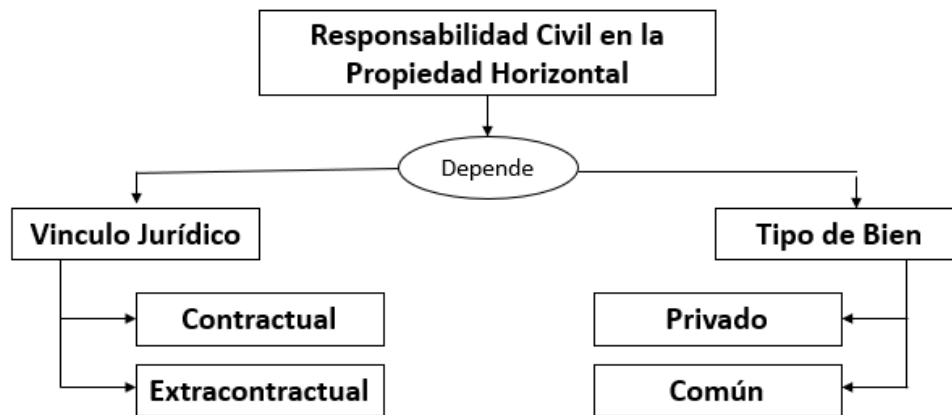 Responsabilidad Civil en la
Propiedad Horizontal
Depende
Vinculo Jurídico
Tipo de Bien
Contractual
Privado
Extracontractual
Común